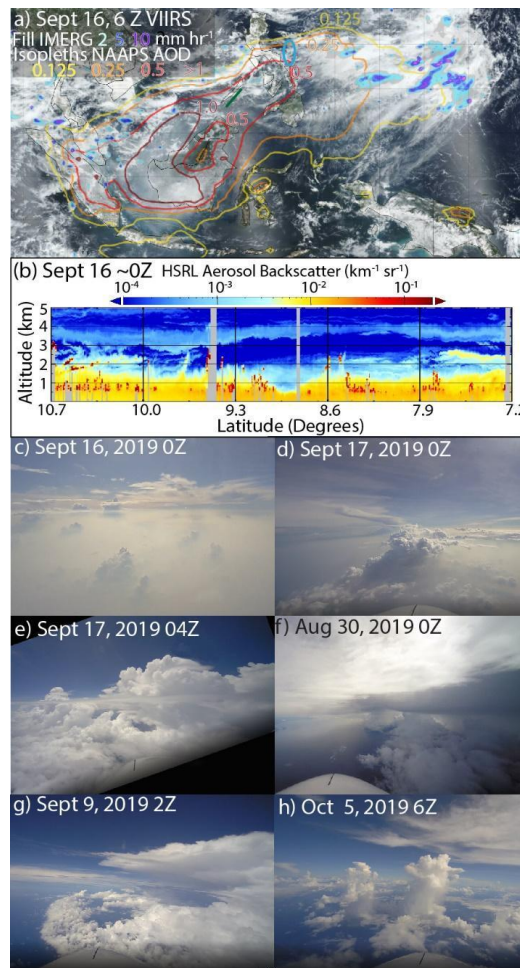 a) Sept 16, 6 Z VIIRS
Fill IMERG 2 5 10 mm hr⁻¹
Isopleths NAAPS AOD
0.125 0.25 0.5 1
0.125
0.25
0.5
1.0
0.5
(b) Sept 16 ~0Z HSRL Aerosol Backscatter (km⁻¹ sr⁻¹)
10⁻⁴ 10⁻³ 10⁻² 10⁻¹
Altitude (km)
5
4
3
2
1
10.7 10.0 9.3 8.6 7.9 7.2
Latitude (Degrees)
c) Sept 16, 2019 0Z
d) Sept 17, 2019 0Z
e) Sept 17, 2019 04Z
f) Aug 30, 2019 0Z
g) Sept 9, 2019 2Z
h) Oct 5, 2019 6Z